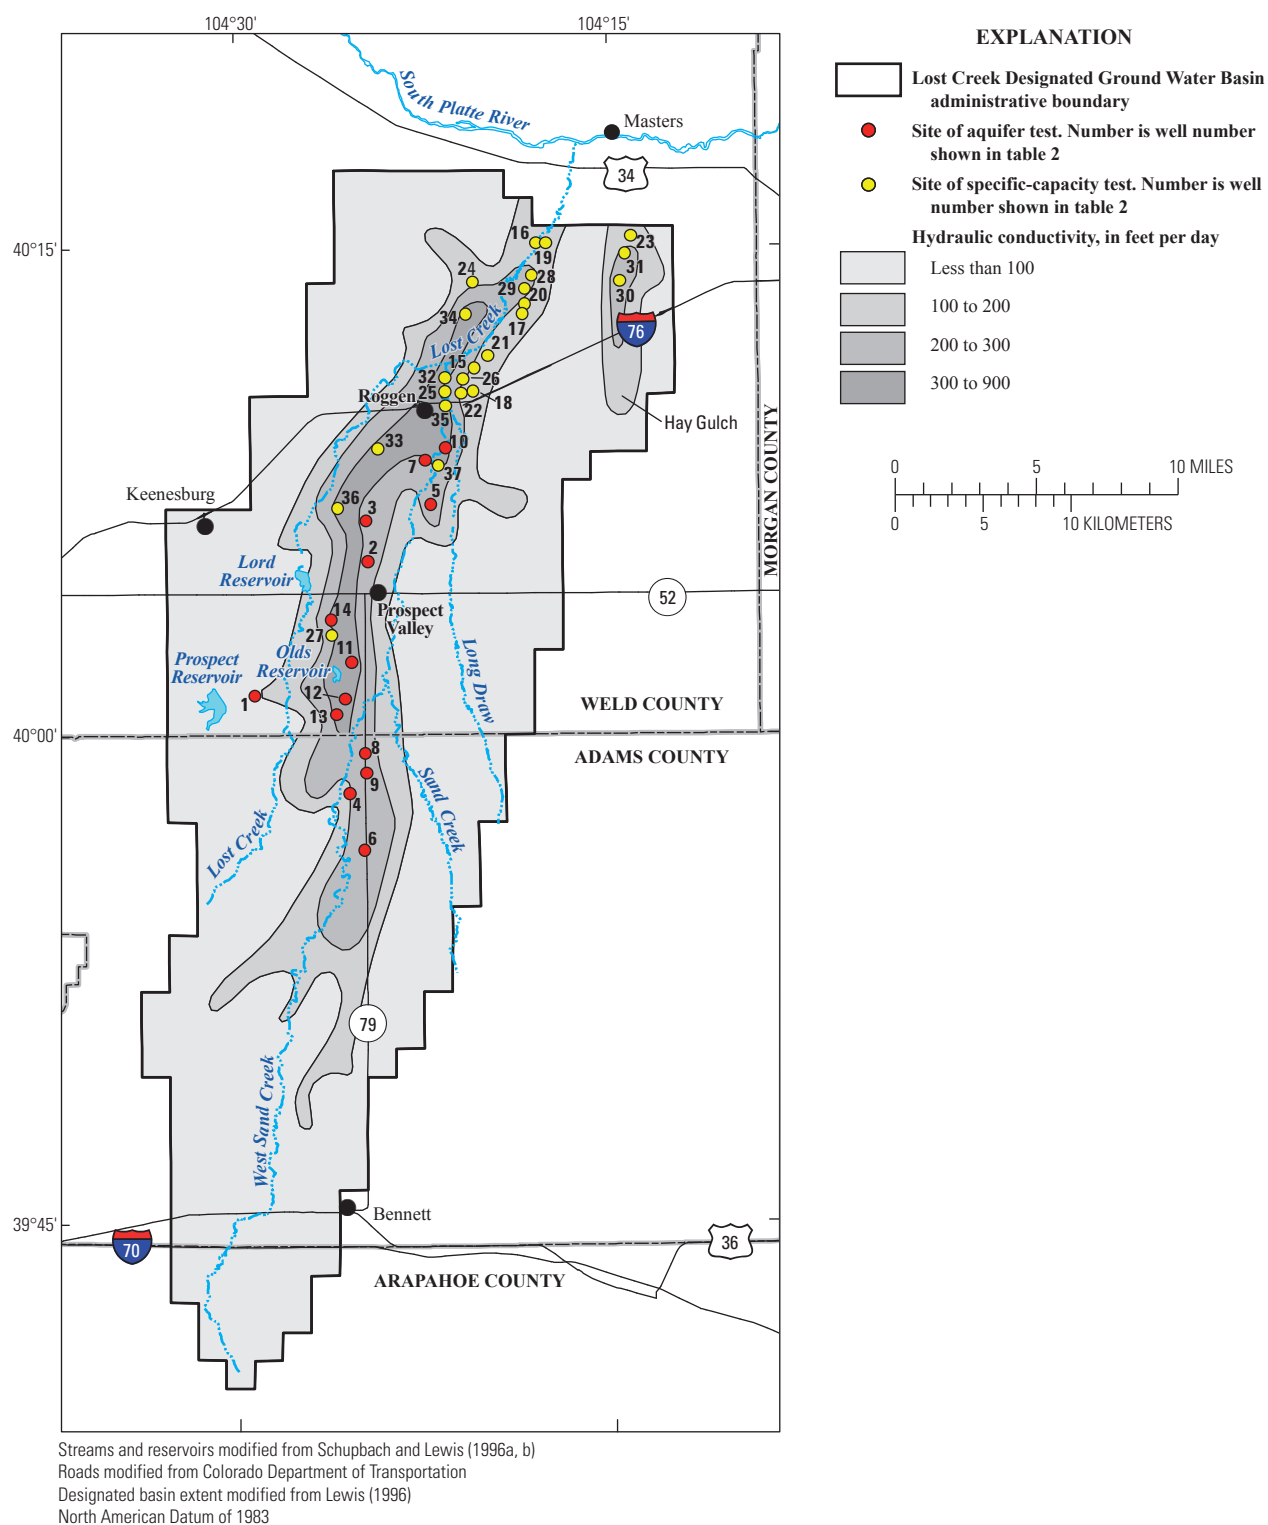 104°30'
104°15'
South Platte River
Masters
34
40°15'
16
19
23
31
30
24
28
29
20
17
34
Lost Creek
76
21
15
32
26
25
18
Roggen
22
35
Hay Gulch
33
10
7
37
Keenesburg
36
5
3
MORGAN COUNTY
2
Lord
Reservoir
52
Prospect
Valley
14
27
11
Olds
Reservoir
Prospect
Reservoir
Long Draw
12
1
13
WELD COUNTY
40°00'
ADAMS COUNTY
8
9
4
Sand Creek
6
Lost Creek
79
West Sand Creek
39°45'
Bennett
70
36
ARAPAHOE COUNTY
EXPLANATION
Lost Creek Designated Ground Water Basin
administrative boundary
Site of aquifer test. Number is well number
shown in table 2
Site of specific-capacity test. Number is well
number shown in table 2
Hydraulic conductivity, in feet per day
Less than 100
100 to 200
200 to 300
300 to 900
0 5 10 MILES
0 5 10 KILOMETERS
Streams and reservoirs modified from Schupbach and Lewis (1996a, b)
Roads modified from Colorado Department of Transportation
Designated basin extent modified from Lewis (1996)
North American Datum of 1983